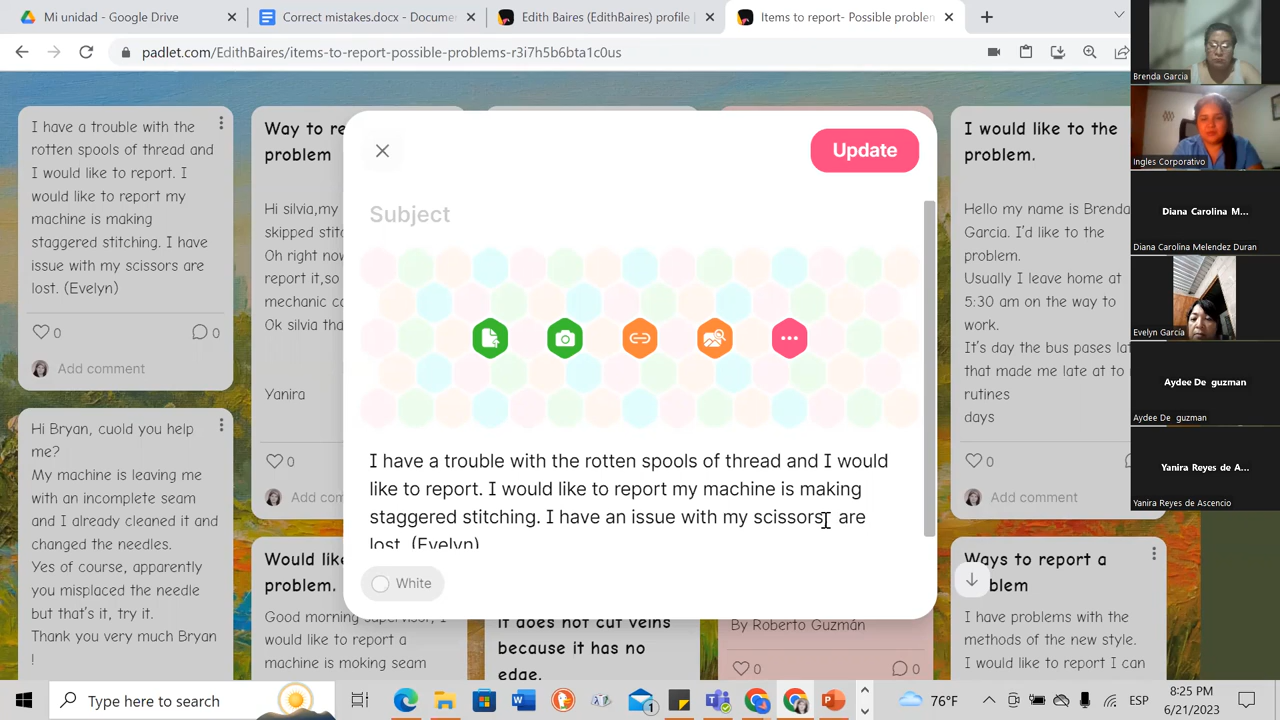 Mi unidad - Google Drive
Correct mistakes.docx - Docume
Edith Baires (EdithBaires) profile
Items to report- Possible problem
padlet.com/EdithBaires/items-to-report-possible-problems-r3i7h5b6bta1c0us
I have a trouble with the
rotten spools of thread and
I would like to report. I
would like to report my
machine is making
staggered stitching. I have
issue with my scissors are
lost. (Evelyn)
0
0
Add comment
Hi Bryan, cuold you help
me?
My machine is leaving me
with an incomplete seam
and I already cleaned it and
changed the needles.
Yes of course, apparently
you misplaced the needle
but that's it, try it.
Thank you very much Bryan
!
Way to re
problem
Hi silvia,my
skipped stitc
Oh right now
report it,so
mechanic co
Ok silvia tha
Yanira
0
Add com
Would like
problem.
Good morning supervisor, I
would like to report a
machine is making seam
Update
Subject
I have a trouble with the rotten spools of thread and I would
like to report. I would like to report my machine is making
staggered stitching. I have an issue with my scissors are
lost. (Evelyn)
White
it does not cut veins
because it has no
edge.
By Roberto Guzmán
0
0
I would like to the
problem.
Hello my name is Brenda
Garcia. I'd like to the
problem.
Usually I leave home at
5:30 am on the way to
work.
It's day the bus pases lat
that made me late at to m
rutines
days
0
Add comment
Ways to report a
problem
I have problems with the
methods of the new style.
I would like to report I can
Brenda Garcia
Ingles Corporativo
Diana Carolina M...
Diana Carolina Melendez Duran
Evelyn García
Aydee De guzman
Aydee De guzman
Yanira Reyes de A...
Yanira Reyes de Ascencio
Type here to search
1
76°F
ESP
8:25 PM
6/21/2023